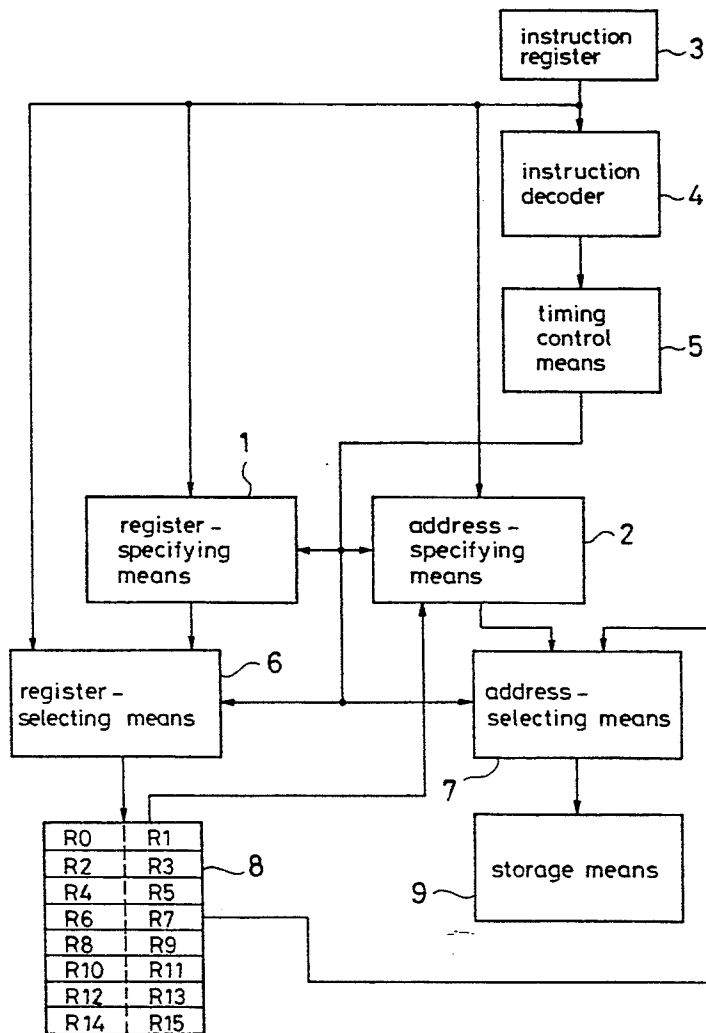 instruction
register
3
instruction
decoder
4
timing
control
means
5
1
register-
specifying
means
address-
specifying
means
2
register-
selecting means
6
address-
selecting means
7
R0 R1
R2 R3
R4 R5
R6 R7
R8 R9
R10 R11
R12 R13
R14 R15
8
storage means
9